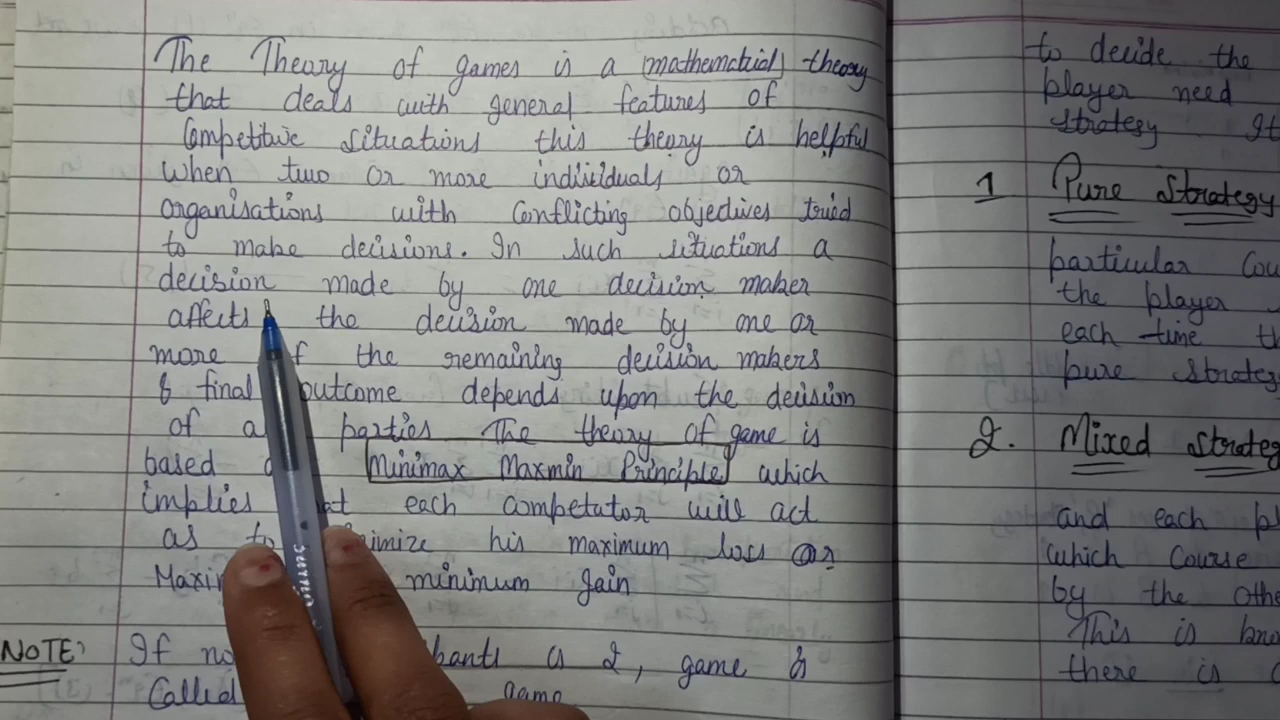 The Theory of games is a mathematical theory
that deals with general features of
Competitive situations this theory is helpful
when two or more individuals or
organisations with Conflicting objectives tried
to make decisions. In such situations a
decision made by one decision maker
affects the decision made by one or
more of the remaining decision makers
& final outcome depends upon the decision
of parties The theory of game is
based Minimax Maxmin Principle which
implies each competator will act
as to his maximum loss or
minimum gain
NOTE: If no is 2, game is
Called game
to decide the
player need
strategy It
1 Pure Strategy
particular
the player
each time
pure
2. Mixed
and each
which Course
by the
This is
there is